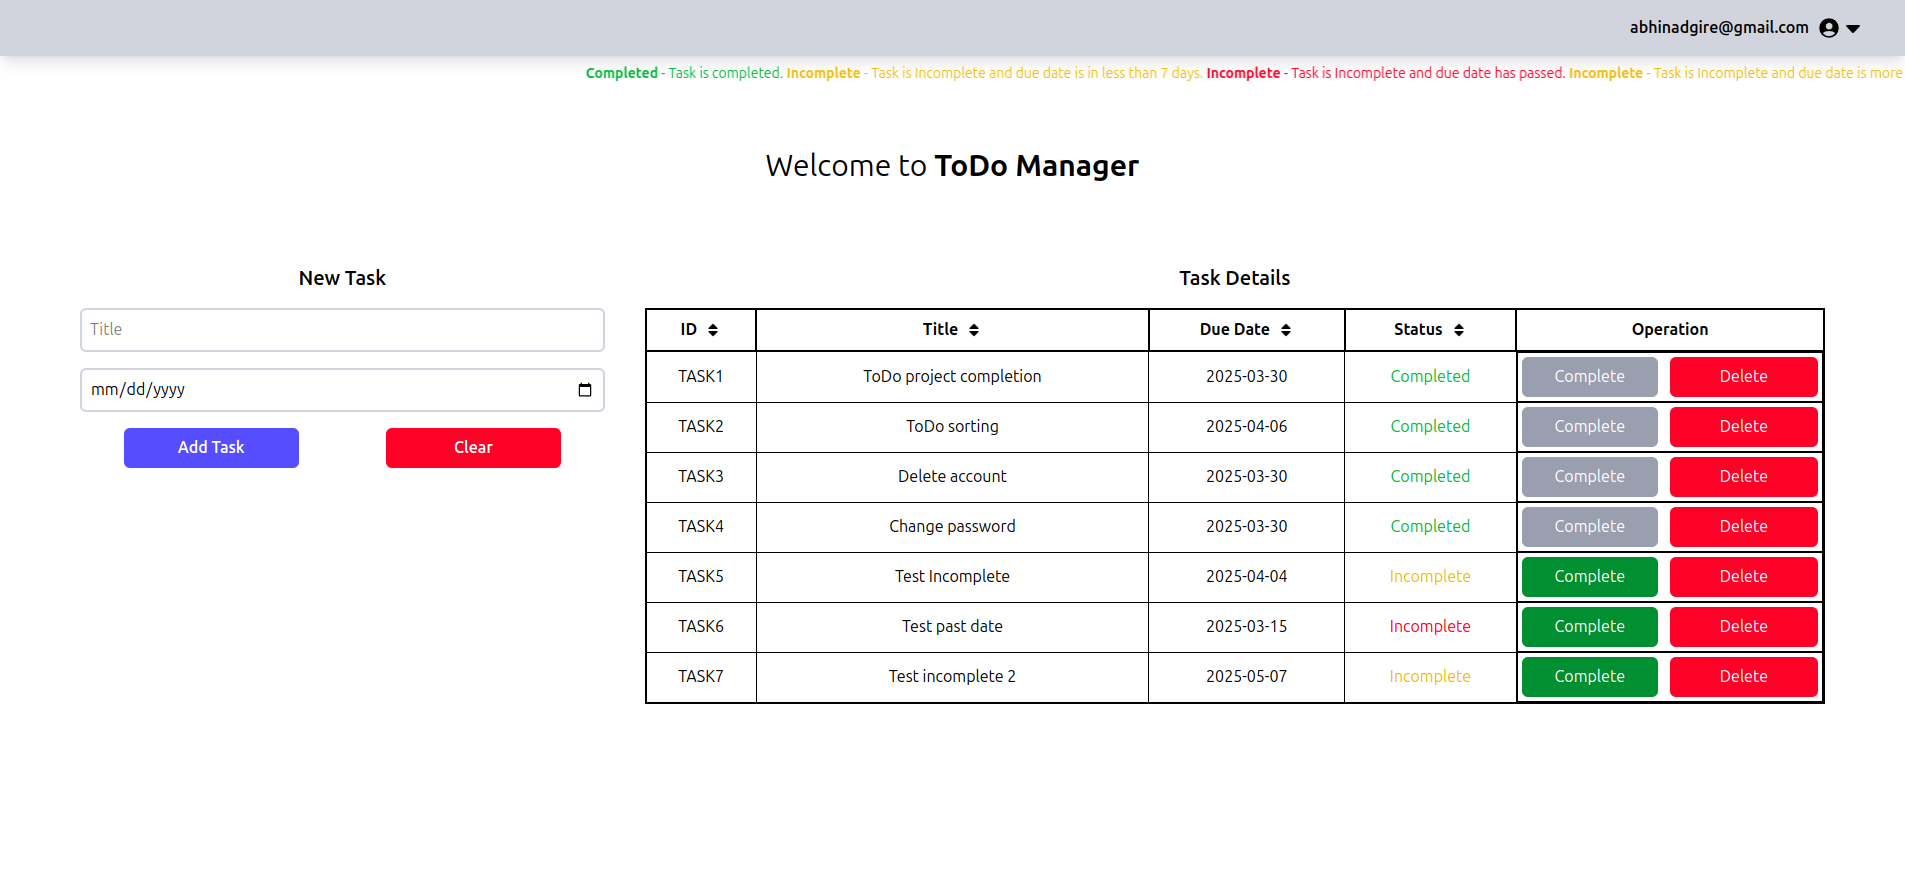 abhinadgire@gmail.com
Completed - Task is completed. Incomplete - Task is Incomplete and due date is in less than 7 days. Incomplete - Task is Incomplete and due date has passed. Incomplete - Task is Incomplete and due date is more
Welcome to ToDo Manager
New Task
Title
mm/dd/yyyy
Add Task Clear
Task Details
ID Title Due Date Status Operation
TASK1 ToDo project completion 2025-03-30 Completed Complete Delete
TASK2 ToDo sorting 2025-04-06 Completed Complete Delete
TASK3 Delete account 2025-03-30 Completed Complete Delete
TASK4 Change password 2025-03-30 Completed Complete Delete
TASK5 Test Incomplete 2025-04-04 Incomplete Complete Delete
TASK6 Test past date 2025-03-15 Incomplete Complete Delete
TASK7 Test incomplete 2 2025-05-07 Incomplete Complete Delete